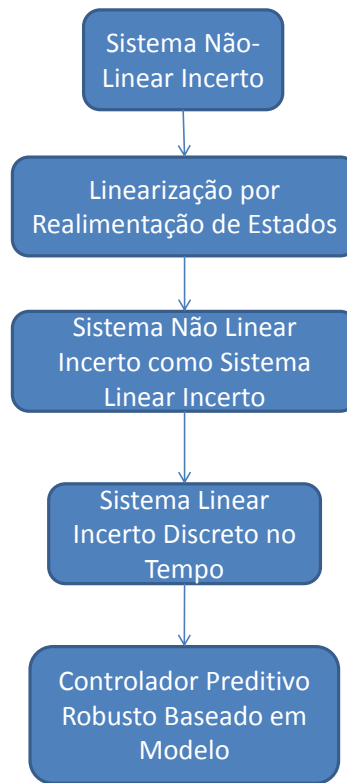 Sistema Não-
Linear Incerto
Linearização por
Realimentação de Estados
Sistema Não Linear
Incerto como Sistema
Linear Incerto
Sistema Linear
Incerto Discreto no
Tempo
Controlador Preditivo
Robusto Baseado em
Modelo